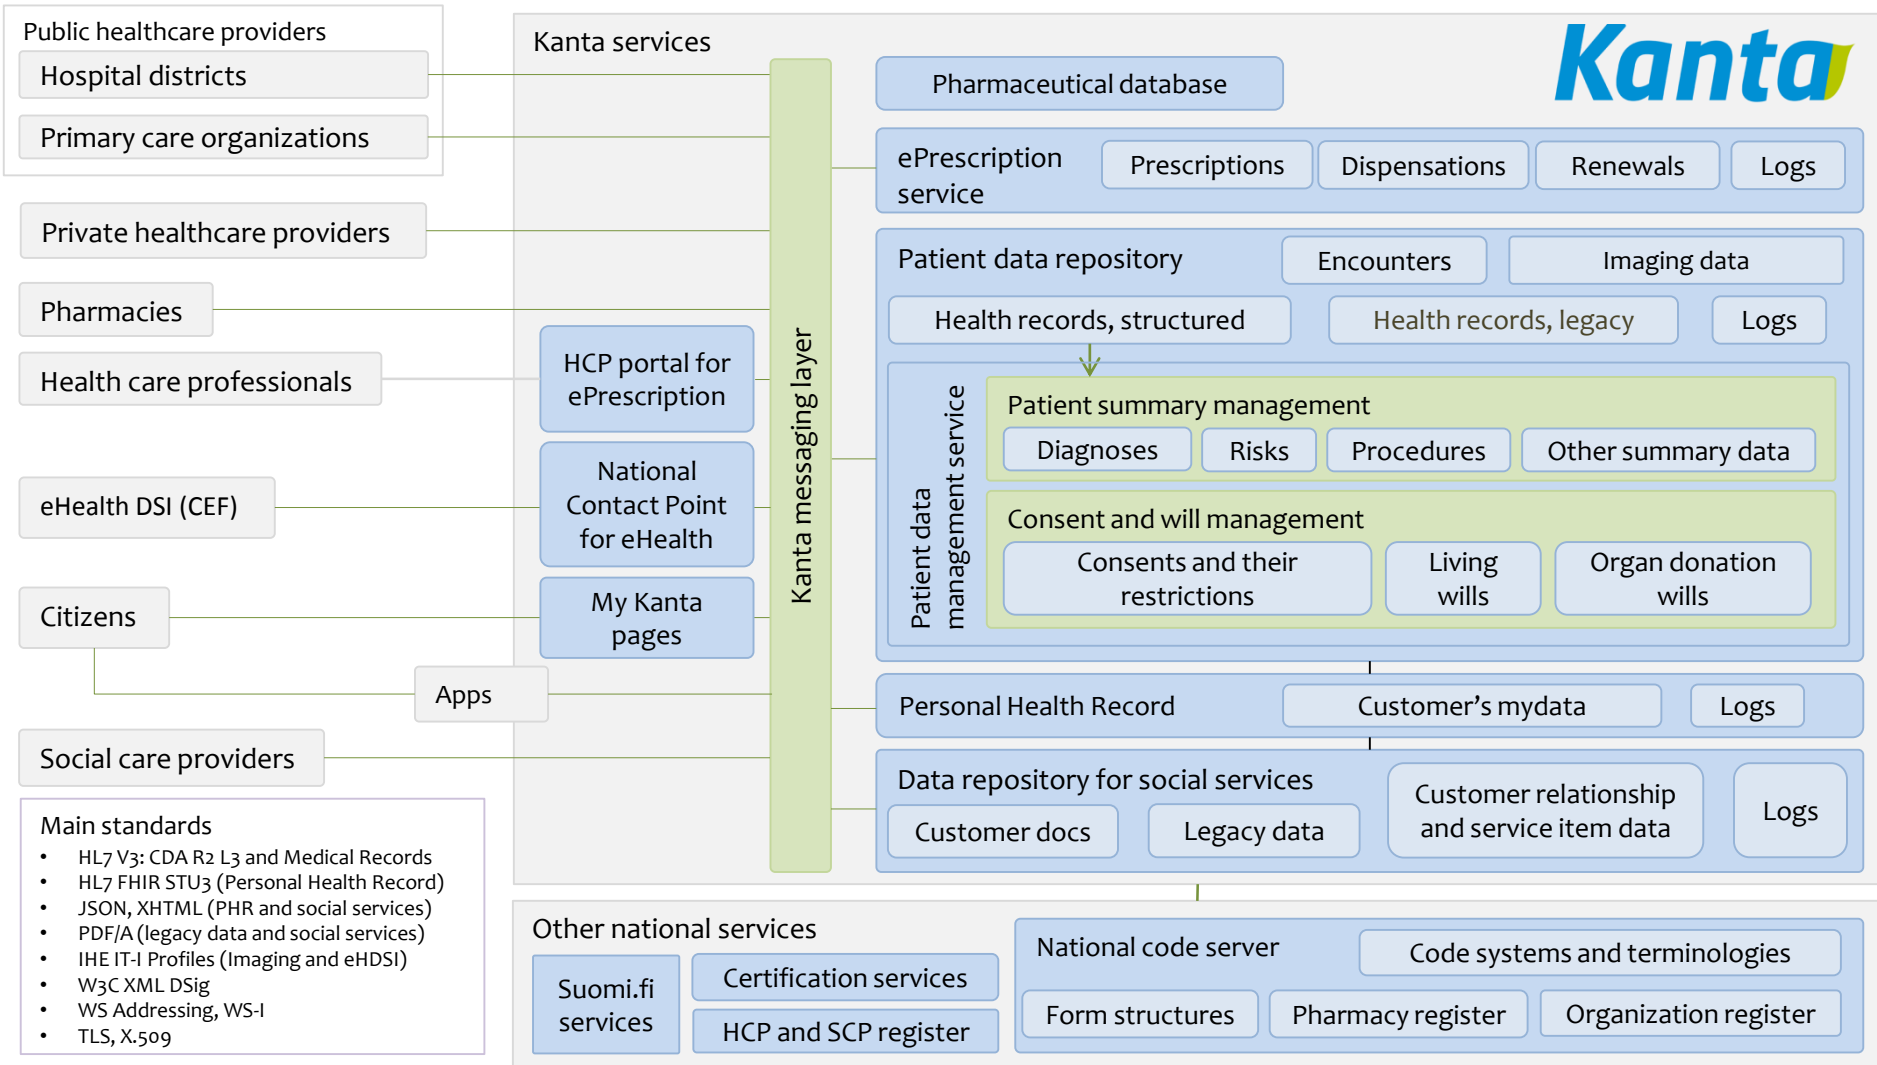 Public healthcare providers
Hospital districts
Primary care organizations
Private healthcare providers
Pharmacies
Health care professionals
eHealth DSI (CEF)
Citizens
Apps
Social care providers
Main standards
• HL7 V3: CDA R2 L3 and Medical Records
• HL7 FHIR STU3 (Personal Health Record)
• JSON, XHTML (PHR and social services)
• PDF/A (legacy data and social services)
• IHE IT-I Profiles (Imaging and eHDSI)
• W3C XML DSig
• WS Addressing, WS-I
• TLS, X.509
Kanta services
Kanta
HCP portal for
ePrescription
National
Contact Point
for eHealth
My Kanta
pages
Kanta messaging layer
Pharmaceutical database
ePrescription
service
Prescriptions
Dispensations
Renewals
Logs
Patient data repository
Encounters
Imaging data
Health records, structured
Health records, legacy
Logs
Patient data
management service
Patient summary management
Diagnoses
Risks
Procedures
Other summary data
Consent and will management
Consents and their
restrictions
Living
wills
Organ donation
wills
Personal Health Record
Customer's mydata
Logs
Data repository for social services
Customer docs
Legacy data
Customer relationship
and service item data
Logs
Other national services
Suomi.fi
services
Certification services
HCP and SCP register
National code server
Code systems and terminologies
Form structures
Pharmacy register
Organization register